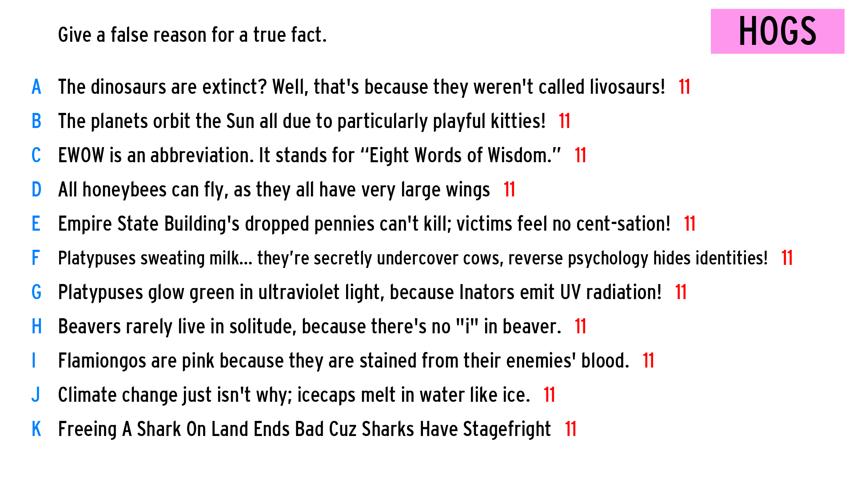 Give a false reason for a true fact.
HOGS
A The dinosaurs are extinct? Well, that's because they weren't called livosaurs! 11
B The planets orbit the Sun all due to particularly playful kitties! 11
C EWOW is an abbreviation. It stands for “Eight Words of Wisdom.” 11
D All honeybees can fly, as they all have very large wings 11
E Empire State Building's dropped pennies can't kill; victims feel no cent-sation! 11
F Platypuses sweating milk... they’re secretly undercover cows, reverse psychology hides identities! 11
G Platypuses glow green in ultraviolet light, because Inators emit UV radiation! 11
H Beavers rarely live in solitude, because there's no "i" in beaver. 11
I Flamiongos are pink because they are stained from their enemies' blood. 11
J Climate change just isn't why; icecaps melt in water like ice. 11
K Freeing A Shark On Land Ends Bad Cuz Sharks Have Stagefright 11